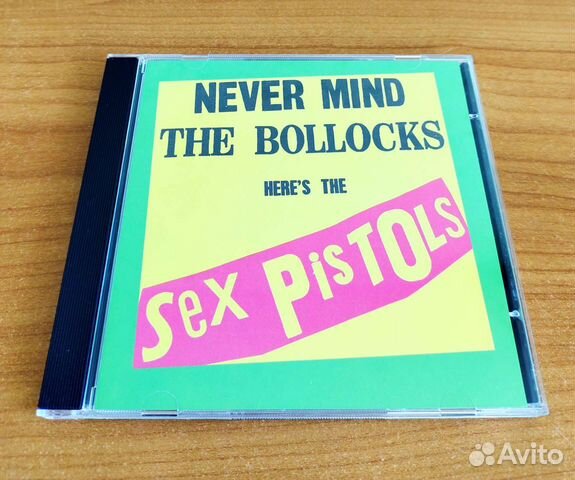 NEVER MIND
THE BOLLOCKS
HERE'S THE
Sex PiSTOLS
Avito